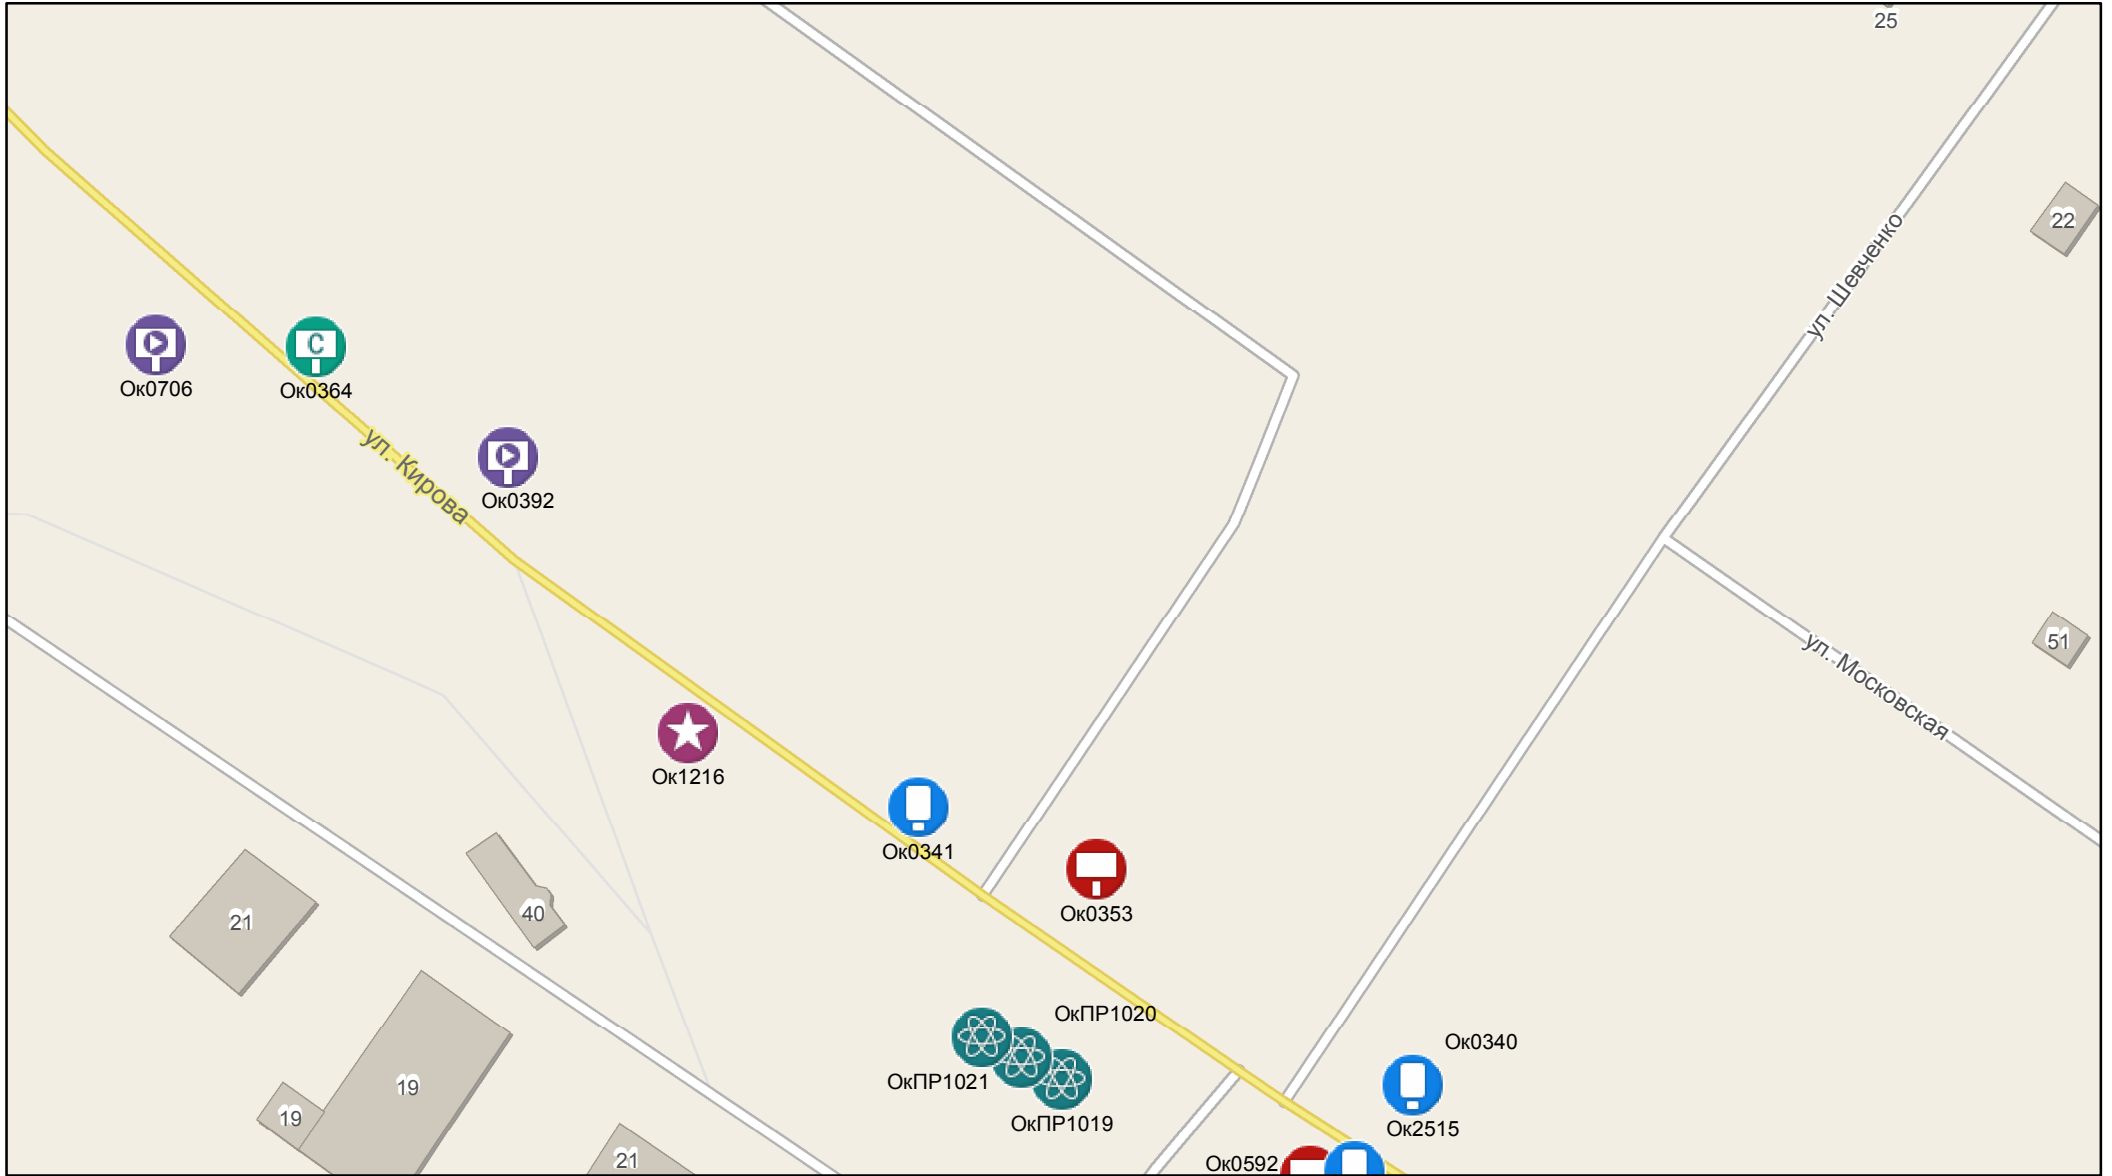 25
22
ул. Шевченко
C
Ок0706
Ок0364
ул. Кирова
Ок0392
51
ул. Московская
Ок1216
Ок0341
40
21
Ок0353
ОкПР1020
Ок0340
ОкПР1021
19
19
ОкПР1019
Ок2515
21
Ок0592